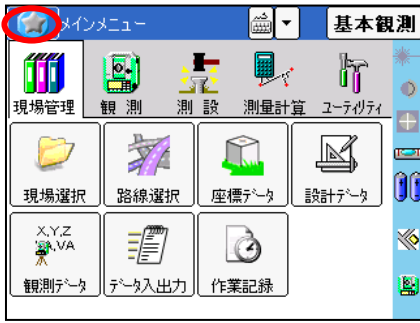 メインメニュー 基本観測
現場管理 観 測 測 設 測量計算 ユーティリティ
現場選択 路線選択 座標データ 設計データ
X,Y,Z
,VA
観測データ データ入出力 作業記録